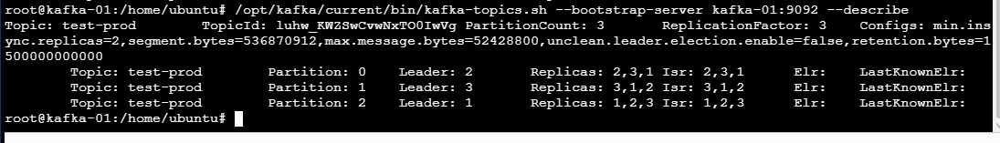 root@kafka-01:/home/ubuntu# /opt/kafka/current/bin/kafka-topics.sh --bootstrap-server kafka-01:9092 --describe
Topic: test-prod TopicId: luhw_KWZSwCvwNxTO0IwVg PartitionCount: 3 ReplicationFactor: 3 Configs: min.ins
ync.replicas=2,segment.bytes=536870912,max.message.bytes=52428800,unclean.leader.election.enable=false,retention.bytes=1
500000000000
Topic: test-prod Partition: 0 Leader: 2 Replicas: 2,3,1 Isr: 2,3,1 Elr: LastKnownElr:
Topic: test-prod Partition: 1 Leader: 3 Replicas: 3,1,2 Isr: 3,1,2 Elr: LastKnownElr:
Topic: test-prod Partition: 2 Leader: 1 Replicas: 1,2,3 Isr: 1,2,3 Elr: LastKnownElr:
root@kafka-01:/home/ubuntu#